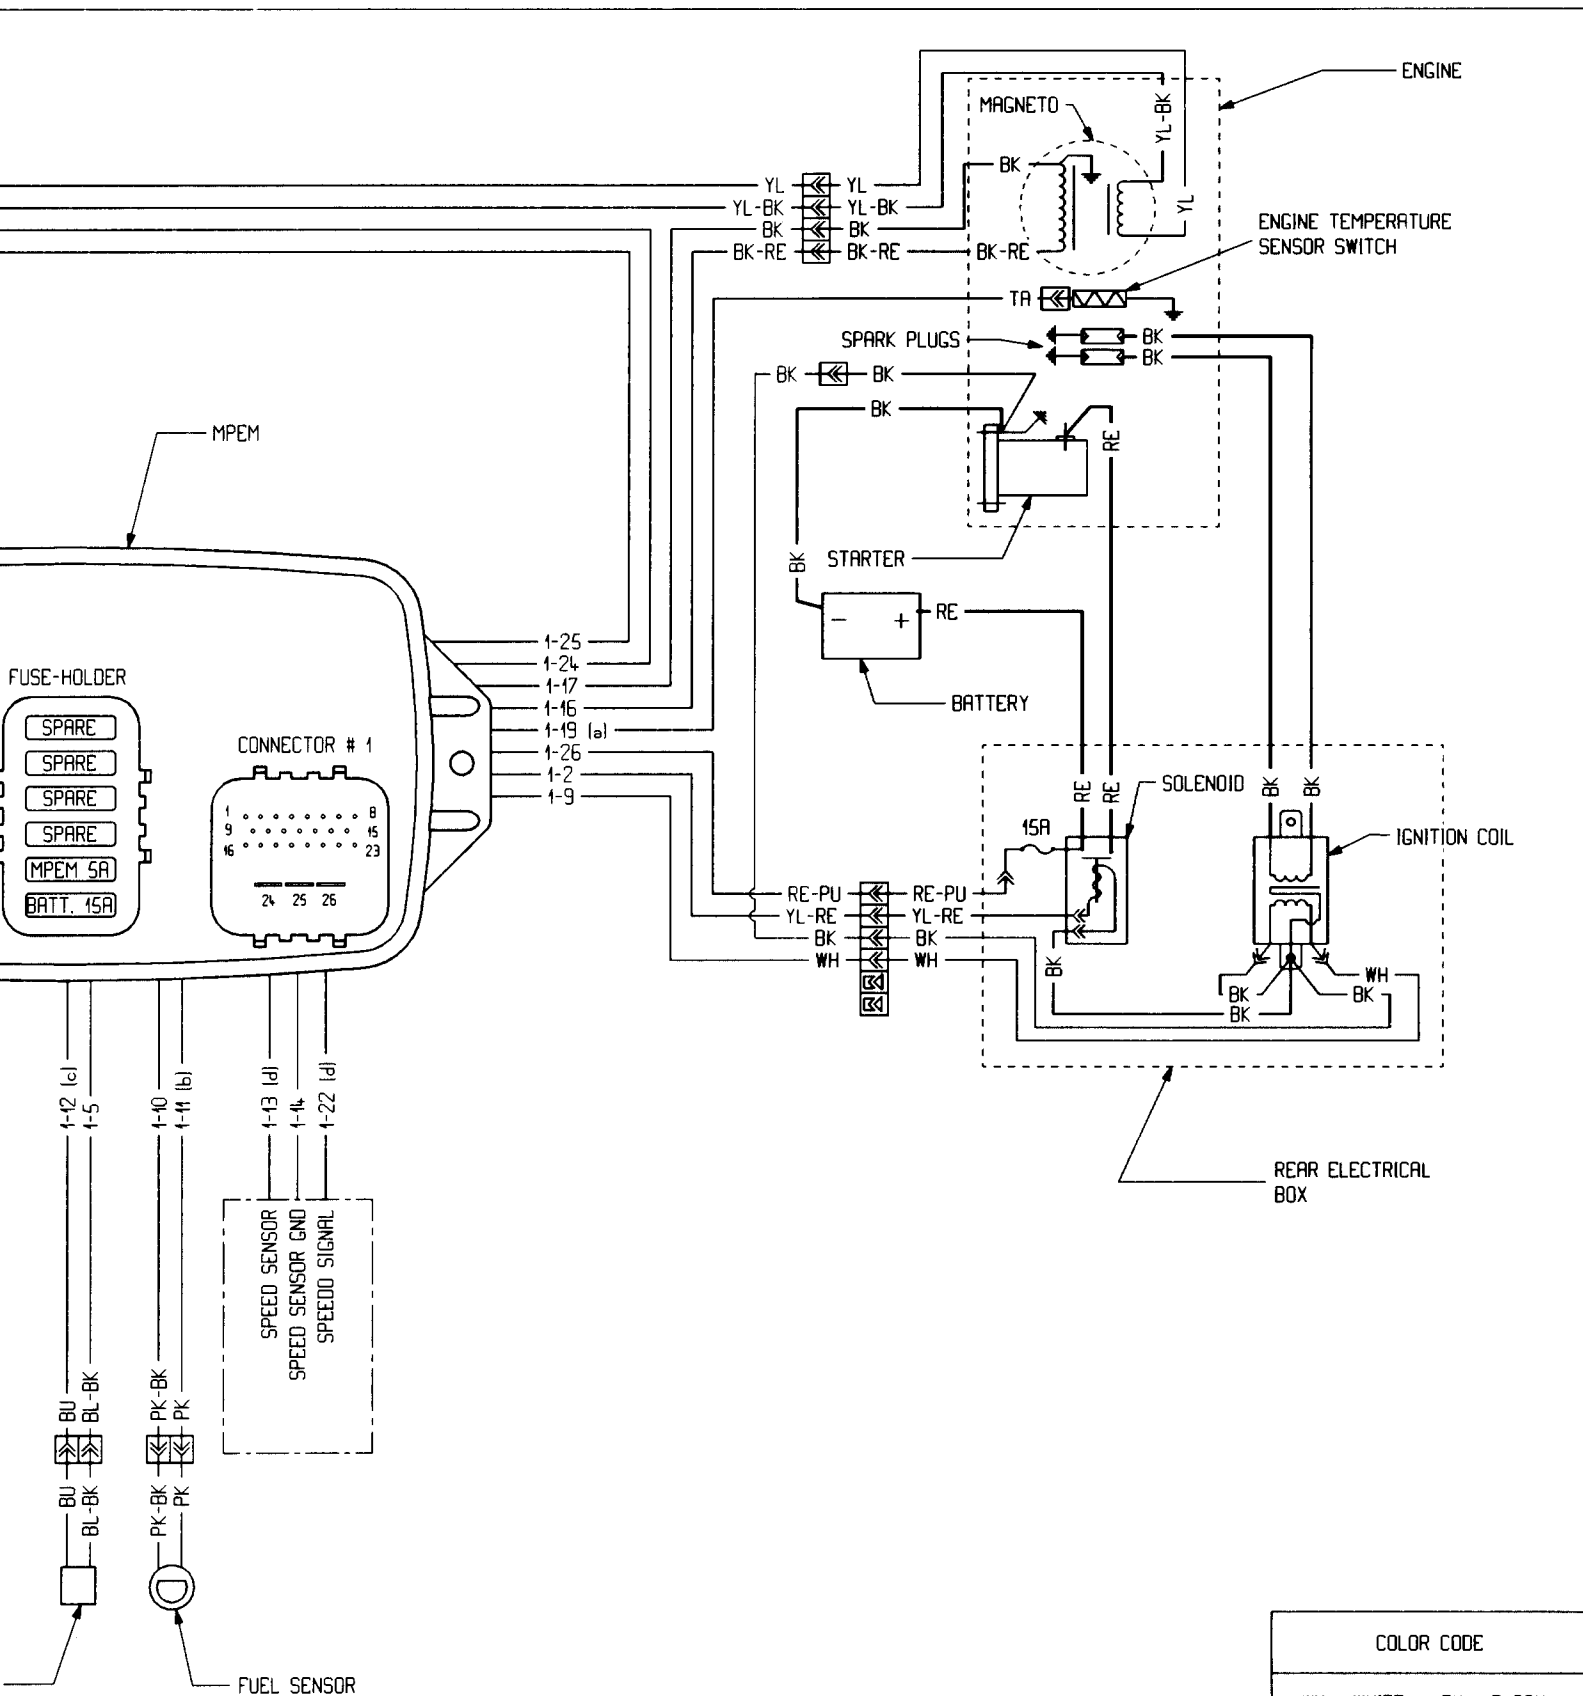 ENGINE
MAGNETO
YL-BK
YL
BK
YL
YL
YL-BK
YL-BK
BK
BK
BK-RE
BK-RE
BK-RE
ENGINE TEMPERATURE
SENSOR SWITCH
TA
SPARK PLUGS
BK
BK
BK
BK
BK
RE
MPEM
STARTER
BK
- +
RE
BATTERY
1-25
1-24
1-17
1-16
1-19 (a)
1-26
1-2
1-9
FUSE-HOLDER
SPARE
SPARE
SPARE
SPARE
MPEM 5A
BATT. 15A
CONNECTOR # 1
1 8
9 15
16 23
24 25 26
RE
RE
SOLENOID
BK
BK
15A
IGNITION COIL
RE-PU
RE-PU
YL-RE
YL-RE
BK
BK
WH
WH
BK
WH
BK
BK
BK
REAR ELECTRICAL
BOX
1-12 (c)
1-5
1-10
1-11 (b)
1-13 (d)
1-14
1-22 (d)
SPEED SENSOR
SPEED SENSOR GND
SPEEDO SIGNAL
BU
BL-BK
PK-BK
PK
BU
BL-BK
PK-BK
PK
FUEL SENSOR
COLOR CODE